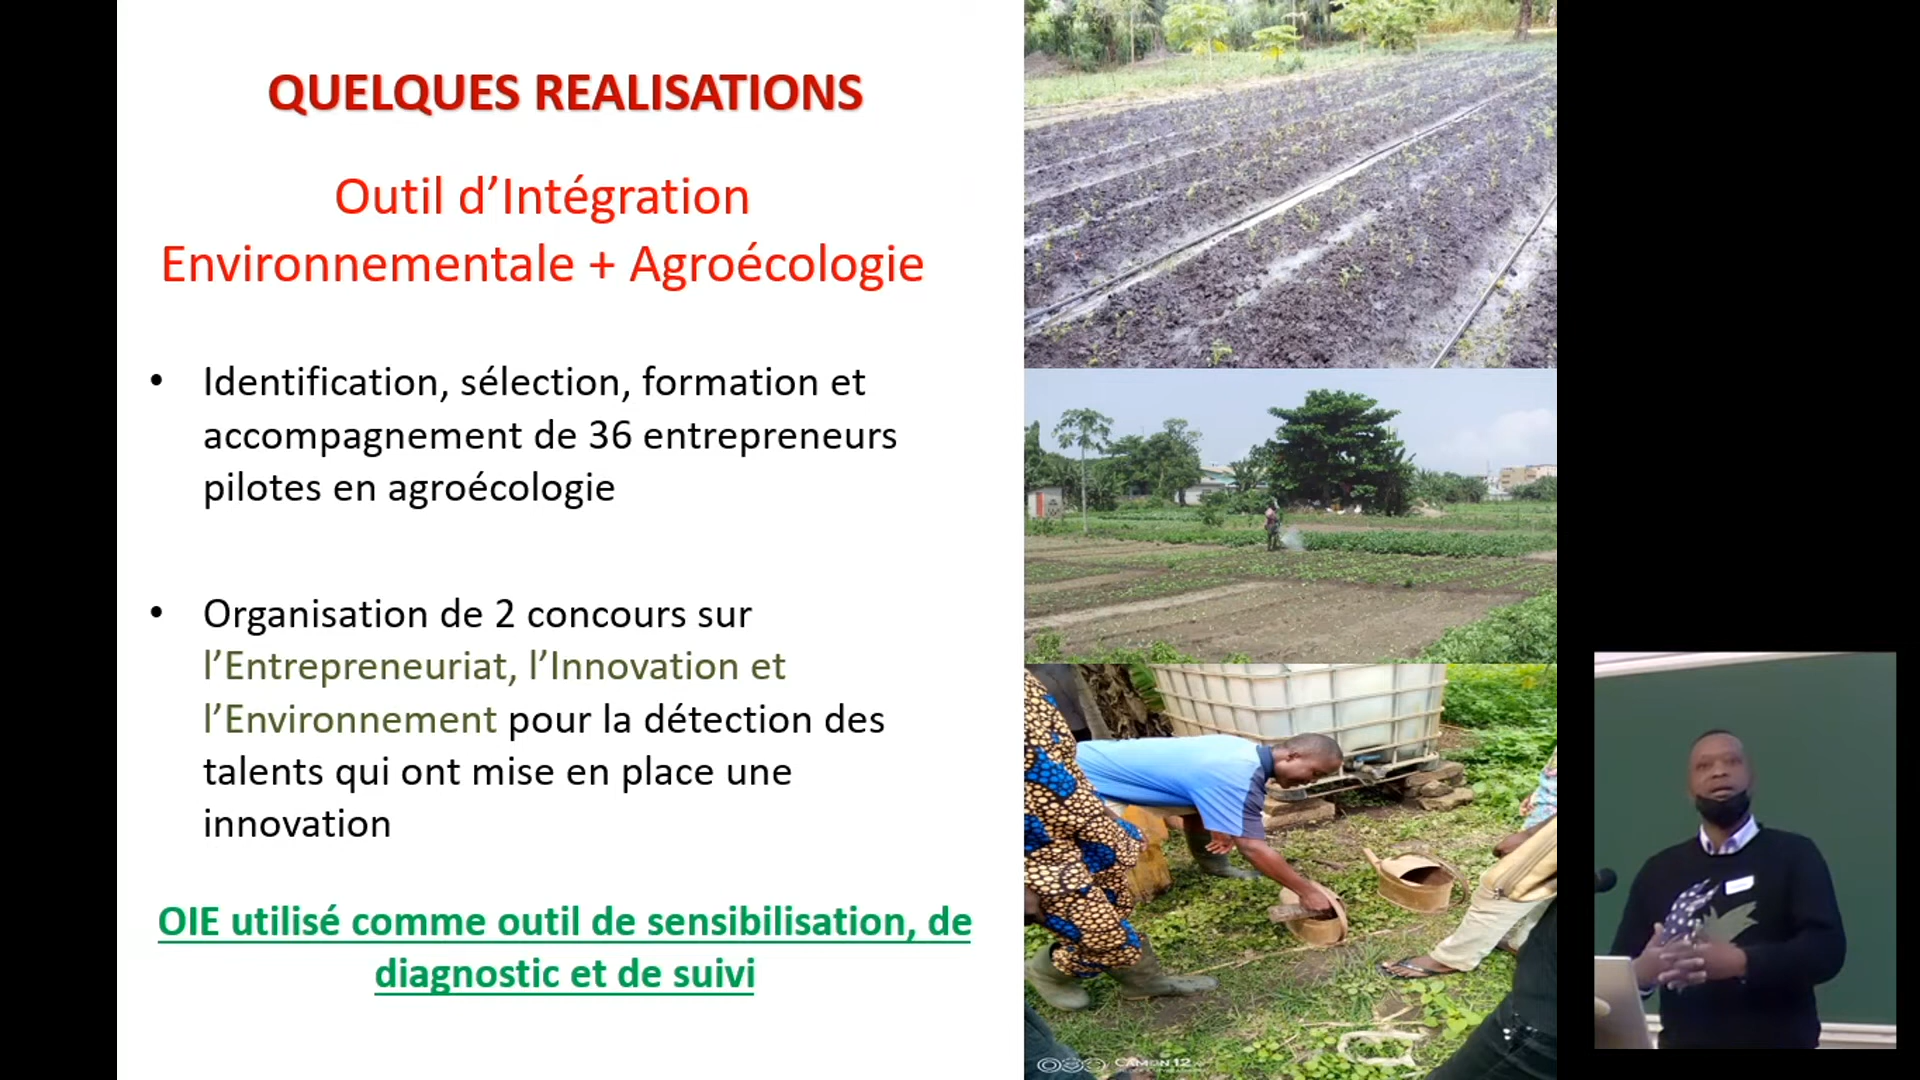 QUELQUES REALISATIONS
Outil d’Intégration
Environnementale + Agroécologie
• Identification, sélection, formation et
accompagnement de 36 entrepreneurs
pilotes en agroécologie
• Organisation de 2 concours sur
l’Entrepreneuriat, l’Innovation et
l’Environnement pour la détection des
talents qui ont mise en place une
innovation
OIE utilisé comme outil de sensibilisation, de
diagnostic et de suivi
CAMON 12